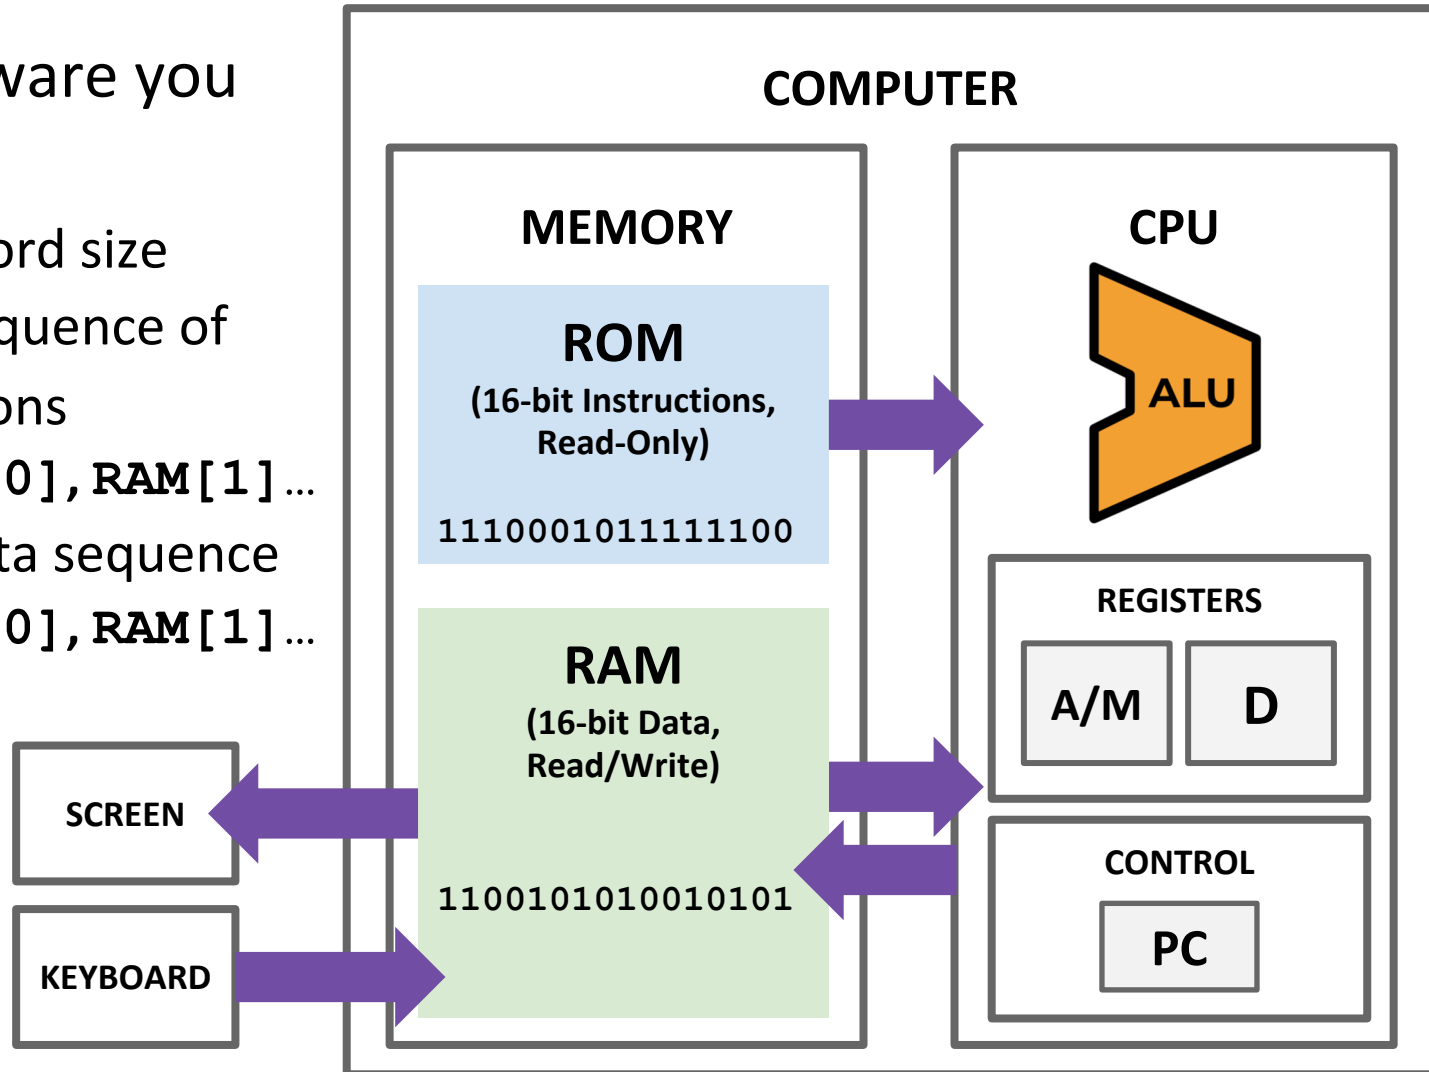 ware you
ord size
quence of
ons
0],RAM[1]…
ta sequence
0],RAM[1]…
COMPUTER
MEMORY
ROM
(16-bit Instructions,
Read-Only)
1110001011111100
RAM
(16-bit Data,
Read/Write)
1100101010010101
CPU
ALU
REGISTERS
A/M
D
CONTROL
PC
SCREEN
KEYBOARD